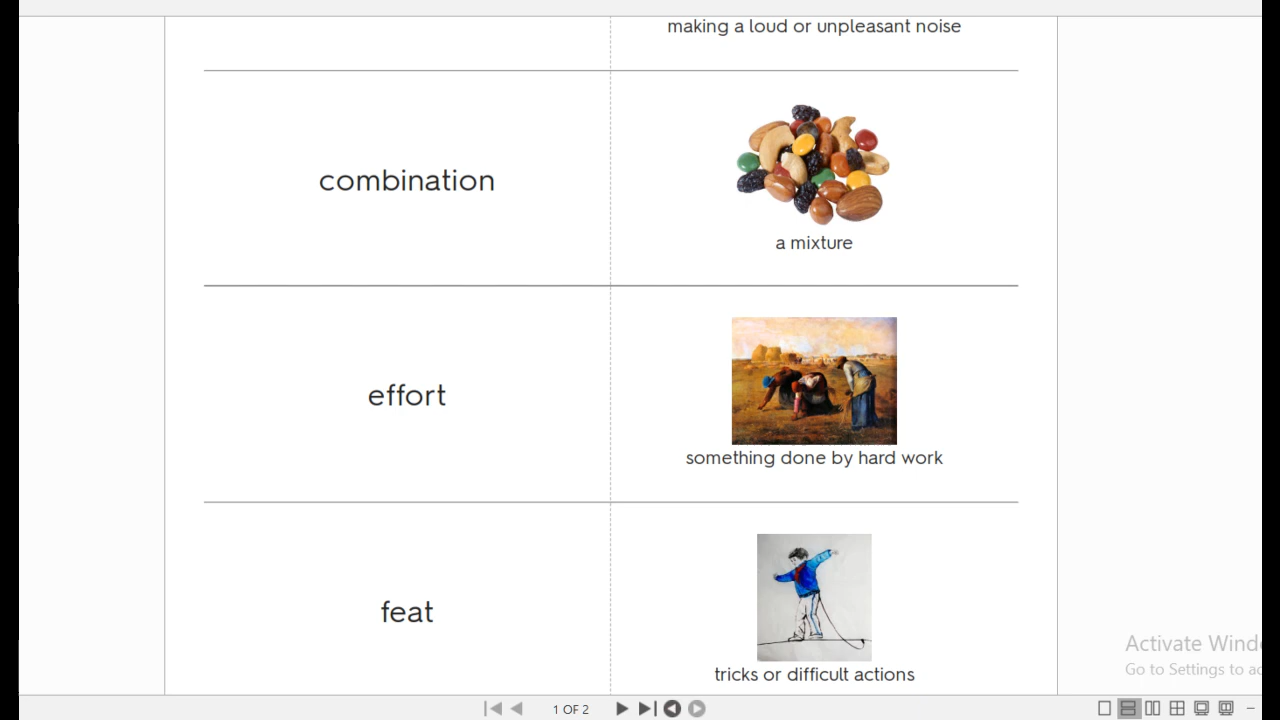 making a loud or unpleasant noise
combination
a mixture
effort
something done by hard work
feat
tricks or difficult actions
Activate Wind
Go to Settings to a
1 OF 2